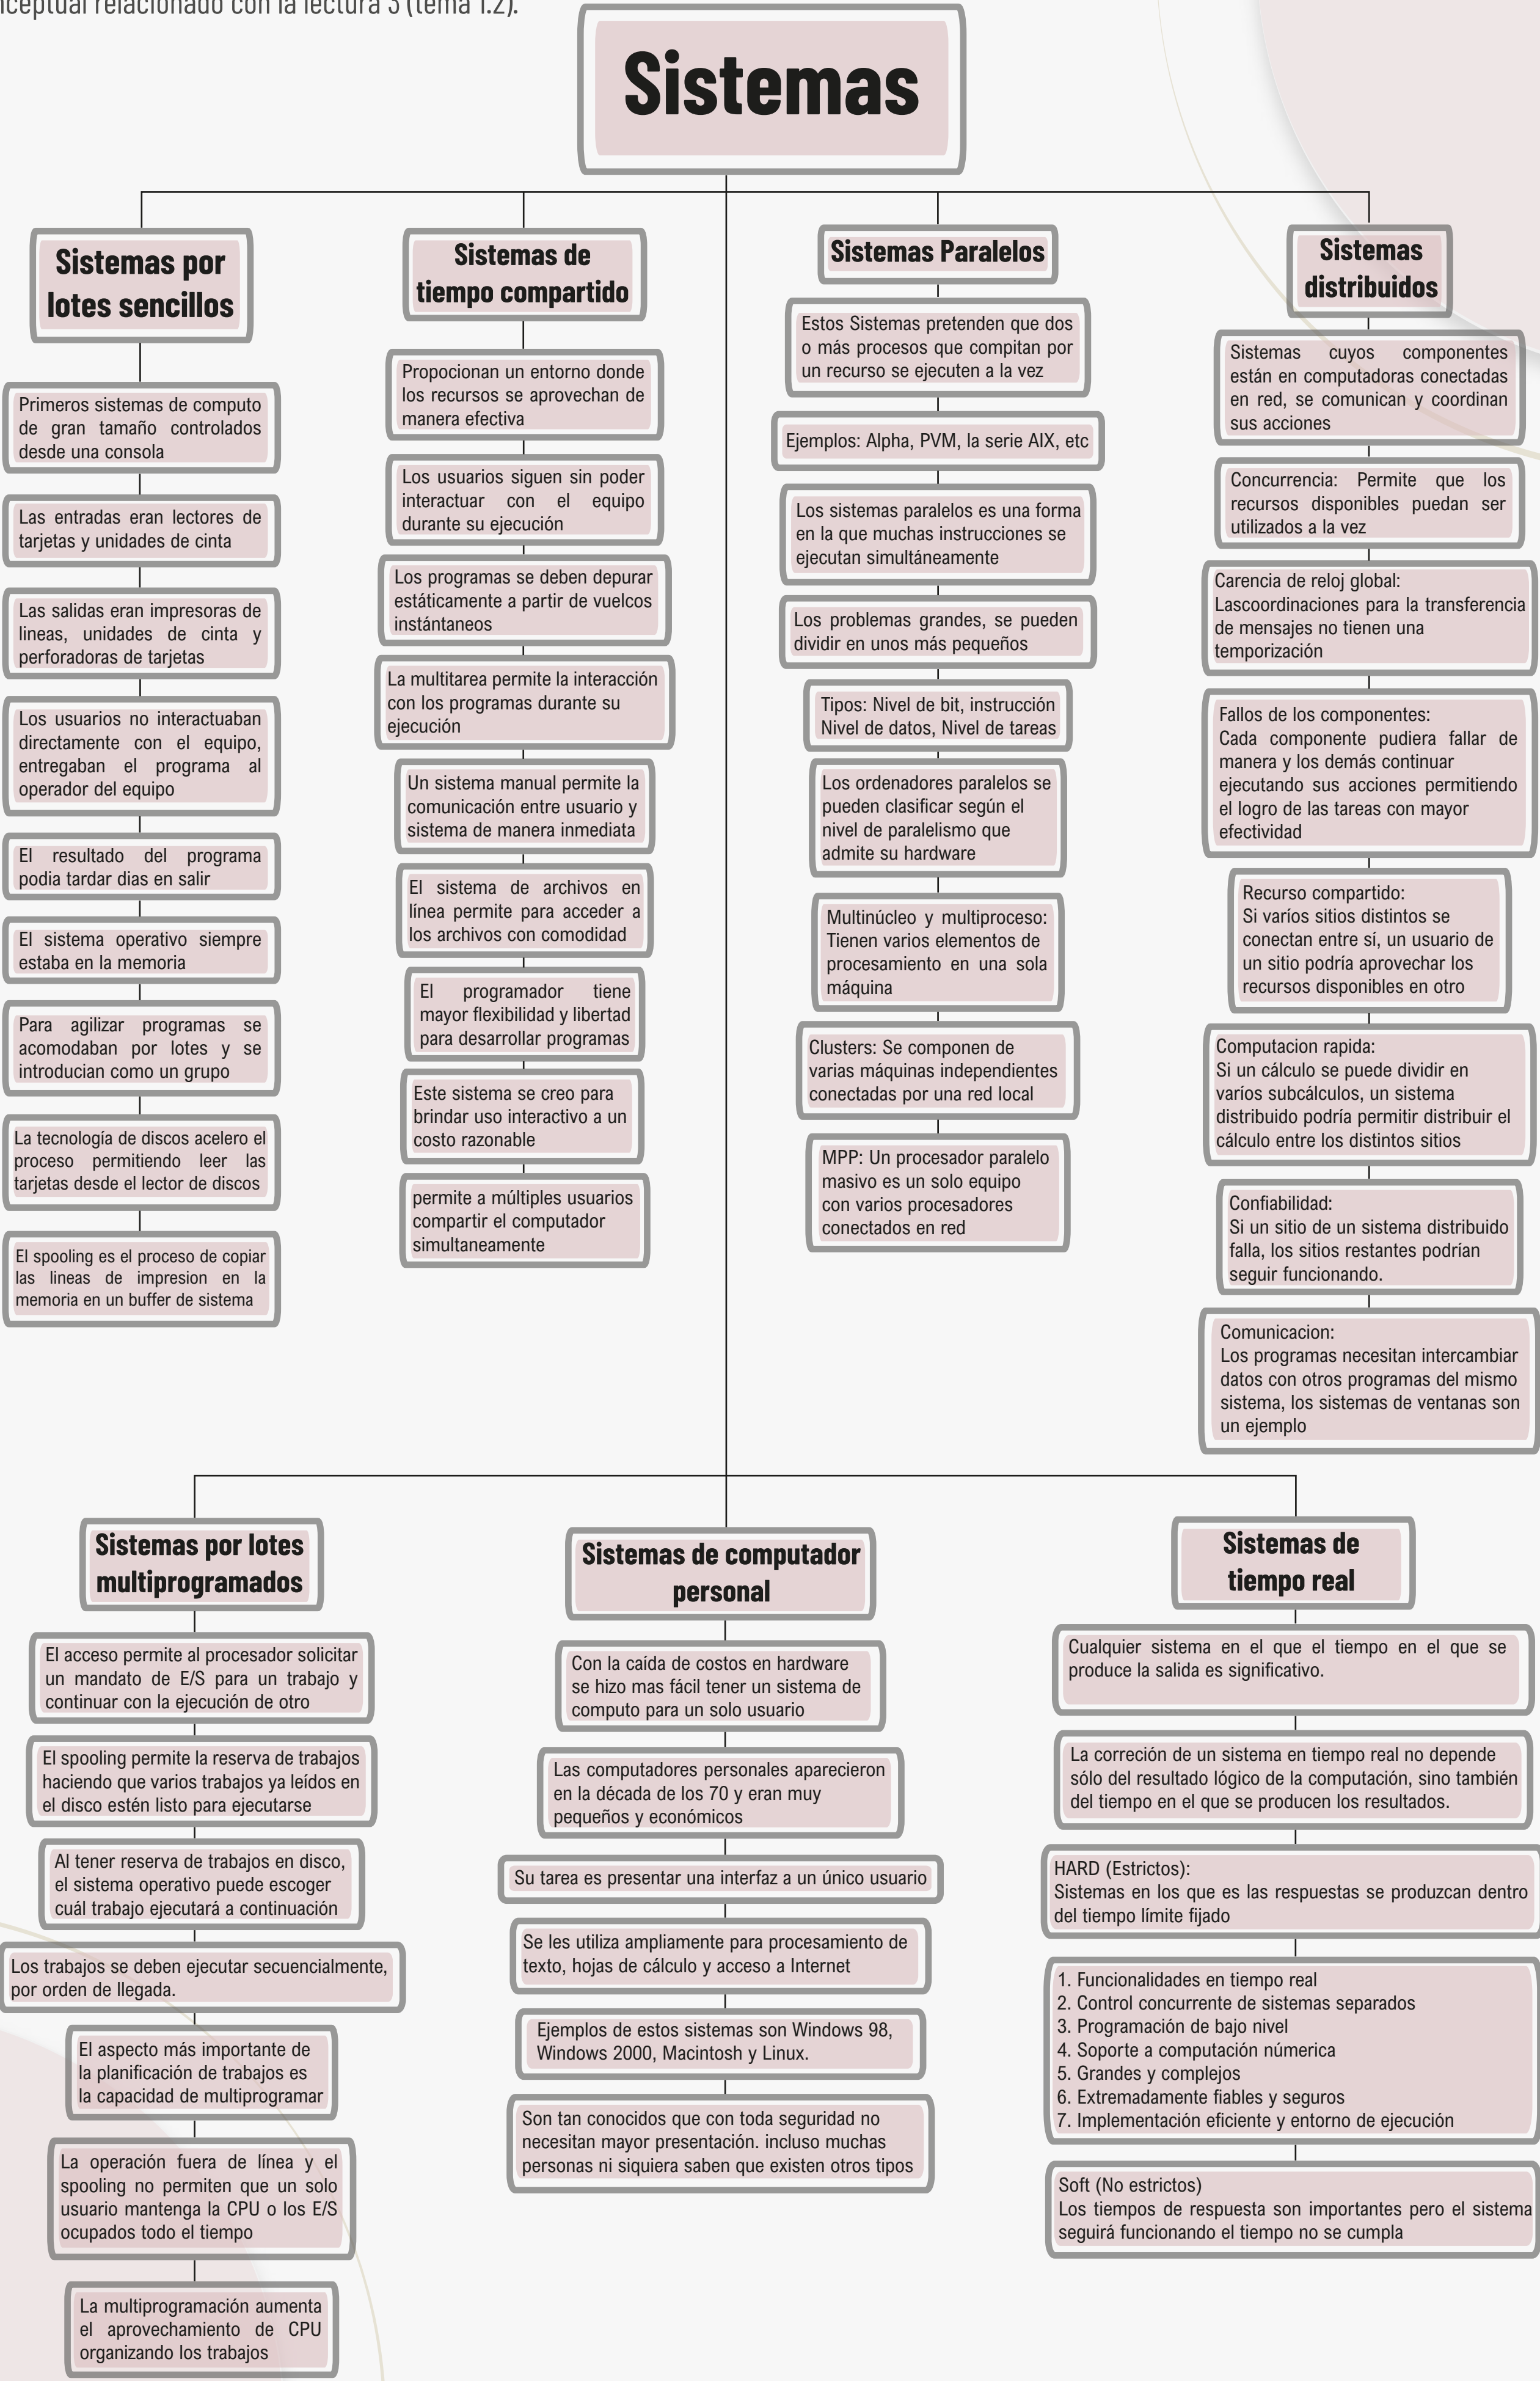 nceptual relacionado con la lectura 3 (tema 1.2).
Sistemas
Sistemas por
lotes sencillos
Primeros sistemas de computo
de gran tamaño controlados
desde una consola
Las entradas eran lectores de
tarjetas y unidades de cinta
Las salidas eran impresoras de
lineas, unidades de cinta y
perforadoras de tarjetas
Los usuarios no interactuaban
directamente con el equipo,
entregaban el programa al
operador del equipo
El resultado del programa
podia tardar dias en salir
El sistema operativo siempre
estaba en la memoria
Para agilizar programas se
acomodaban por lotes y se
introducian como un grupo
La tecnología de discos acelero el
proceso permitiendo leer las
tarjetas desde el lector de discos
El spooling es el proceso de copiar
las lineas de impresion en la
memoria en un buffer de sistema
Sistemas de
tiempo compartido
Propocionan un entorno donde
los recursos se aprovechan de
manera efectiva
Los usuarios siguen sin poder
interactuar con el equipo
durante su ejecución
Los programas se deben depurar
estáticamente a partir de vuelcos
instántaneos
La multitarea permite la interacción
con los programas durante su
ejecución
Un sistema manual permite la
comunicación entre usuario y
sistema de manera inmediata
El sistema de archivos en
línea permite para acceder a
los archivos con comodidad
El programador tiene
mayor flexibilidad y libertad
para desarrollar programas
Este sistema se creo para
brindar uso interactivo a un
costo razonable
permite a múltiples usuarios
compartir el computador
simultaneamente
Sistemas Paralelos
Estos Sistemas pretenden que dos
o más procesos que compitan por
un recurso se ejecuten a la vez
Ejemplos: Alpha, PVM, la serie AIX, etc
Los sistemas paralelos es una forma
en la que muchas instrucciones se
ejecutan simultáneamente
Los problemas grandes, se pueden
dividir en unos más pequeños
Tipos: Nivel de bit, instrucción
Nivel de datos, Nivel de tareas
Los ordenadores paralelos se
pueden clasificar según el
nivel de paralelismo que
admite su hardware
Multinúcleo y multiproceso:
Tienen varios elementos de
procesamiento en una sola
máquina
Clusters: Se componen de
varias máquinas independientes
conectadas por una red local
MPP: Un procesador paralelo
masivo es un solo equipo
con varios procesadores
conectados en red
Sistemas
distribuidos
Sistemas cuyos componentes
están en computadoras conectadas
en red, se comunican y coordinan
sus acciones
Concurrencia: Permite que los
recursos disponibles puedan ser
utilizados a la vez
Carencia de reloj global:
Lascoordinaciones para la transferencia
de mensajes no tienen una
temporización
Fallos de los componentes:
Cada componente pudiera fallar de
manera y los demás continuar
ejecutando sus acciones permitiendo
el logro de las tareas con mayor
efectividad
Recurso compartido:
Si varíos sitios distintos se
conectan entre sí, un usuario de
un sitio podría aprovechar los
recursos disponibles en otro
Computacion rapida:
Si un cálculo se puede dividir en
varíos subcálculos, un sistema
distribuido podría permitir distribuir el
cálculo entre los distintos sitios
Confiabilidad:
Si un sitio de un sistema distribuido
falla, los sitios restantes podrían
seguir funcionando.
Comunicacion:
Los programas necesitan intercambiar
datos con otros programas del mismo
sistema, los sistemas de ventanas son
un ejemplo
Sistemas por lotes
multiprogramados
El acceso permite al procesador solicitar
un mandato de E/S para un trabajo y
continuar con la ejecución de otro
El spooling permite la reserva de trabajos
haciendo que varios trabajos ya leídos en
el disco estén listo para ejecutarse
Al tener reserva de trabajos en disco,
el sistema operativo puede escoger
cuál trabajo ejecutará a continuación
Los trabajos se deben ejecutar secuencialmente,
por orden de llegada.
El aspecto más importante de
la planificación de trabajos es
la capacidad de multiprogramar
La operación fuera de línea y el
spooling no permiten que un solo
usuario mantenga la CPU o los E/S
ocupados todo el tiempo
La multiprogramación aumenta
el aprovechamiento de CPU
organizando los trabajos
Sistemas de computador
personal
Con la caída de costos en hardware
se hizo mas fácil tener un sistema de
computo para un solo usuario
Las computadores personales aparecieron
en la década de los 70 y eran muy
pequeños y económicos
Su tarea es presentar una interfaz a un único usuario
Se les utiliza ampliamente para procesamiento de
texto, hojas de cálculo y acceso a Internet
Ejemplos de estos sistemas son Windows 98,
Windows 2000, Macintosh y Linux.
Son tan conocidos que con toda seguridad no
necesitan mayor presentación. incluso muchas
personas ni siquiera saben que existen otros tipos
Sistemas de
tiempo real
Cualquier sistema en el que el tiempo en el que se
produce la salida es significativo.
La correción de un sistema en tiempo real no depende
sólo del resultado lógico de la computación, sino también
del tiempo en el que se producen los resultados.
HARD (Estrictos):
Sistemas en los que es las respuestas se produzcan dentro
del tiempo límite fijado
1. Funcionalidades en tiempo real
2. Control concurrente de sistemas separados
3. Programación de bajo nivel
4. Soporte a computación númerica
5. Grandes y complejos
6. Extremadamente fiables y seguros
7. Implementación eficiente y entorno de ejecución
Soft (No estrictos)
Los tiempos de respuesta son importantes pero el sistema
seguirá funcionando el tiempo no se cumpla